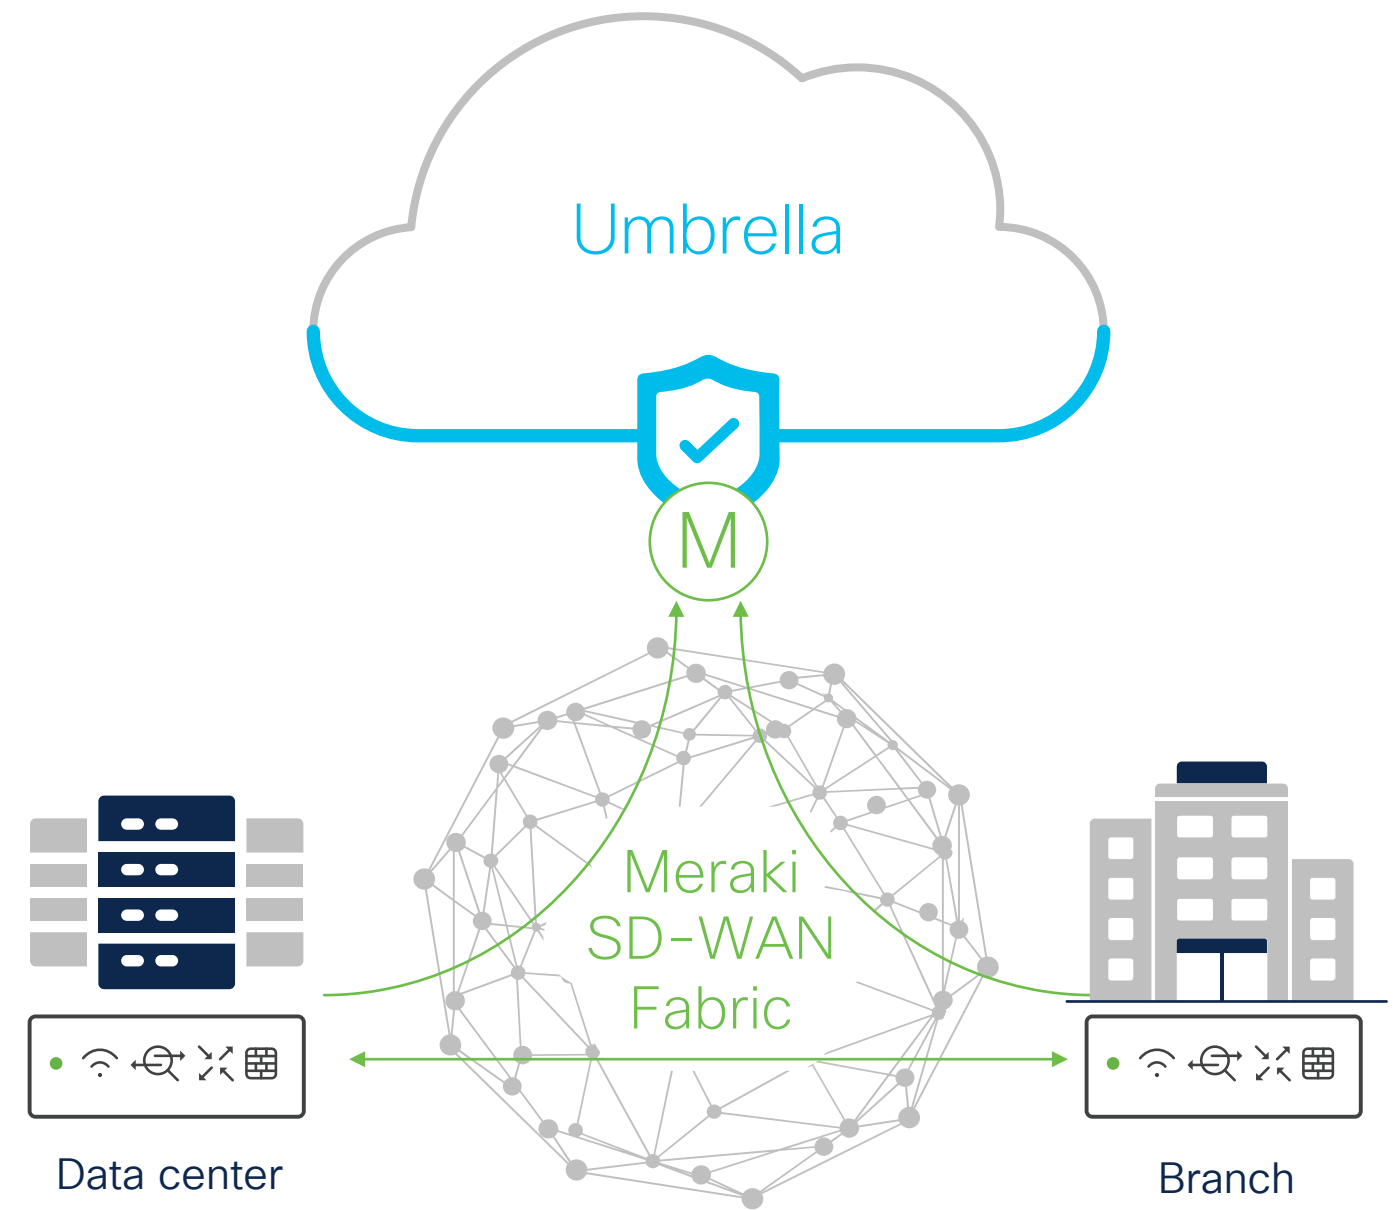 Umbrella
M
Meraki
SD-WAN
Fabric
Data center
Branch